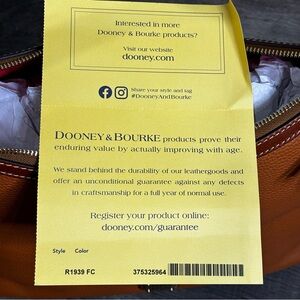 Interested in more
Dooney & Bourke products?
Visit our website
dooney.com
Share your style and tag
#DooneyAndBourke
DOONEY & BOURKE products prove their
enduring value by actually improving with age.
We stand behind the durability of our leathergoods and
offer an unconditional guarantee against any defects
in craftsmanship for a full year of normal use.
Register your product online:
dooney.com/guarantee
Style Color
R1939 FC 375325964